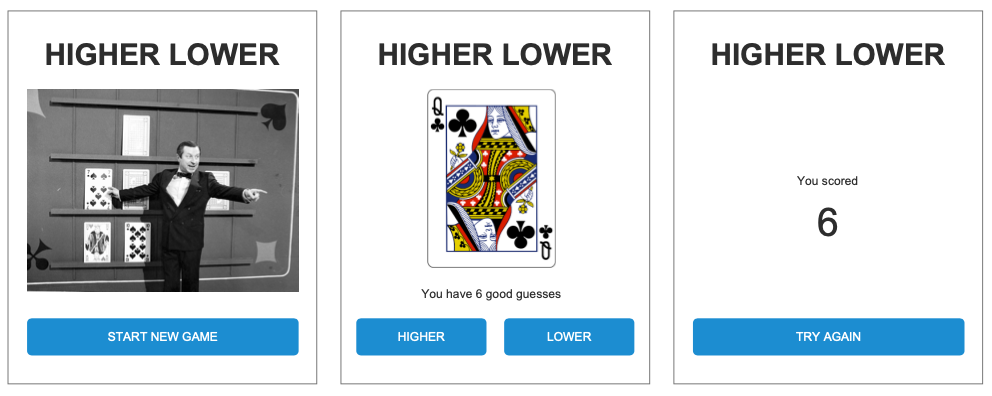 HIGHER LOWER
START NEW GAME
HIGHER LOWER
Q
Q
You have 6 good guesses
HIGHER
LOWER
HIGHER LOWER
You scored
6
TRY AGAIN